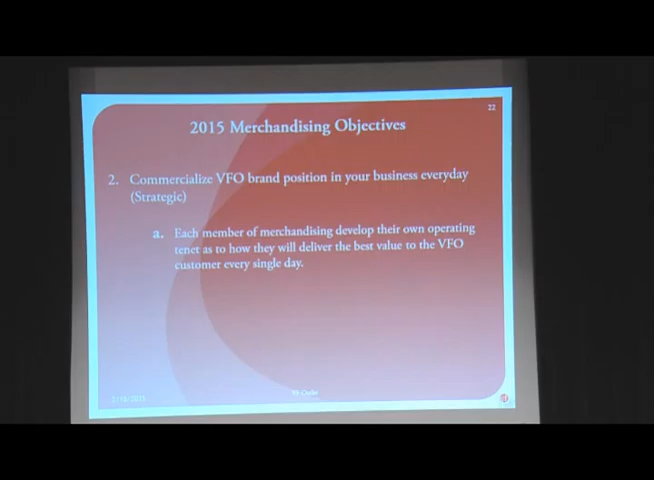 22
2015 Merchandising Objectives
2. Commercialize VFO brand position in your business everyday
(Strategic)
a. Each member of merchandising develop their own operating
tenet as to how they will deliver the best value to the VFO
customer every single day.